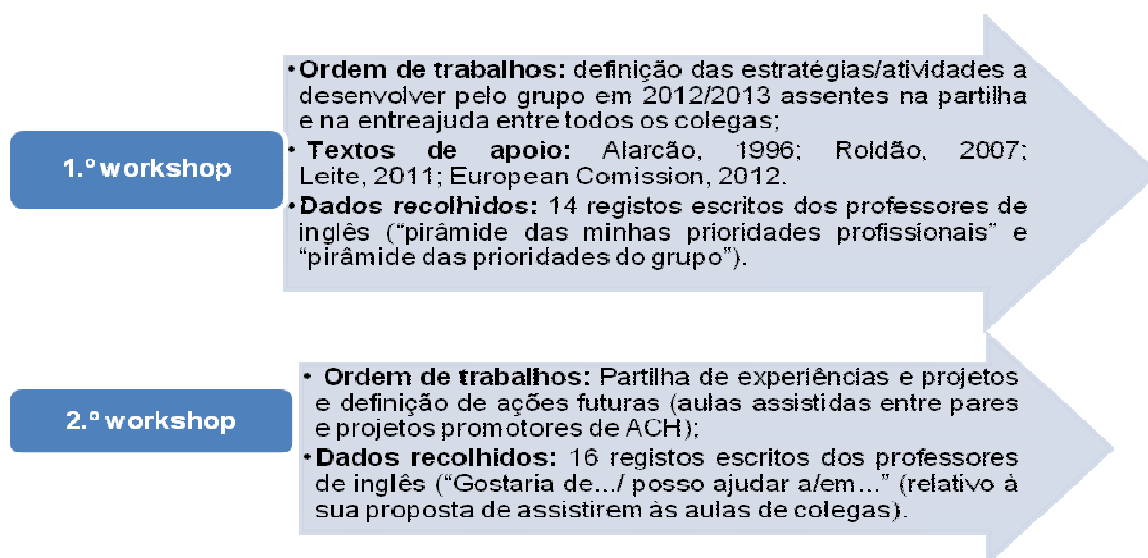 1.º workshop
•Ordem de trabalhos: definição das estratégias/atividades a
desenvolver pelo grupo em 2012/2013 assentes na partilha
e na entreajuda entre todos os colegas;
•Textos de apoio: Alarcão, 1996; Roldão, 2007;
Leite, 2011; European Comission, 2012.
•Dados recolhidos: 14 registos escritos dos professores de
inglês (“pirâmide das minhas prioridades profissionais” e
“pirâmide das prioridades do grupo”).
2.º workshop
• Ordem de trabalhos: Partilha de experiências e projetos
e definição de ações futuras (aulas assistidas entre pares
e projetos promotores de ACH);
•Dados recolhidos: 16 registos escritos dos professores
de inglês (“Gostaria de.../ posso ajudar a/em...” (relativo à
sua proposta de assistirem às aulas de colegas).